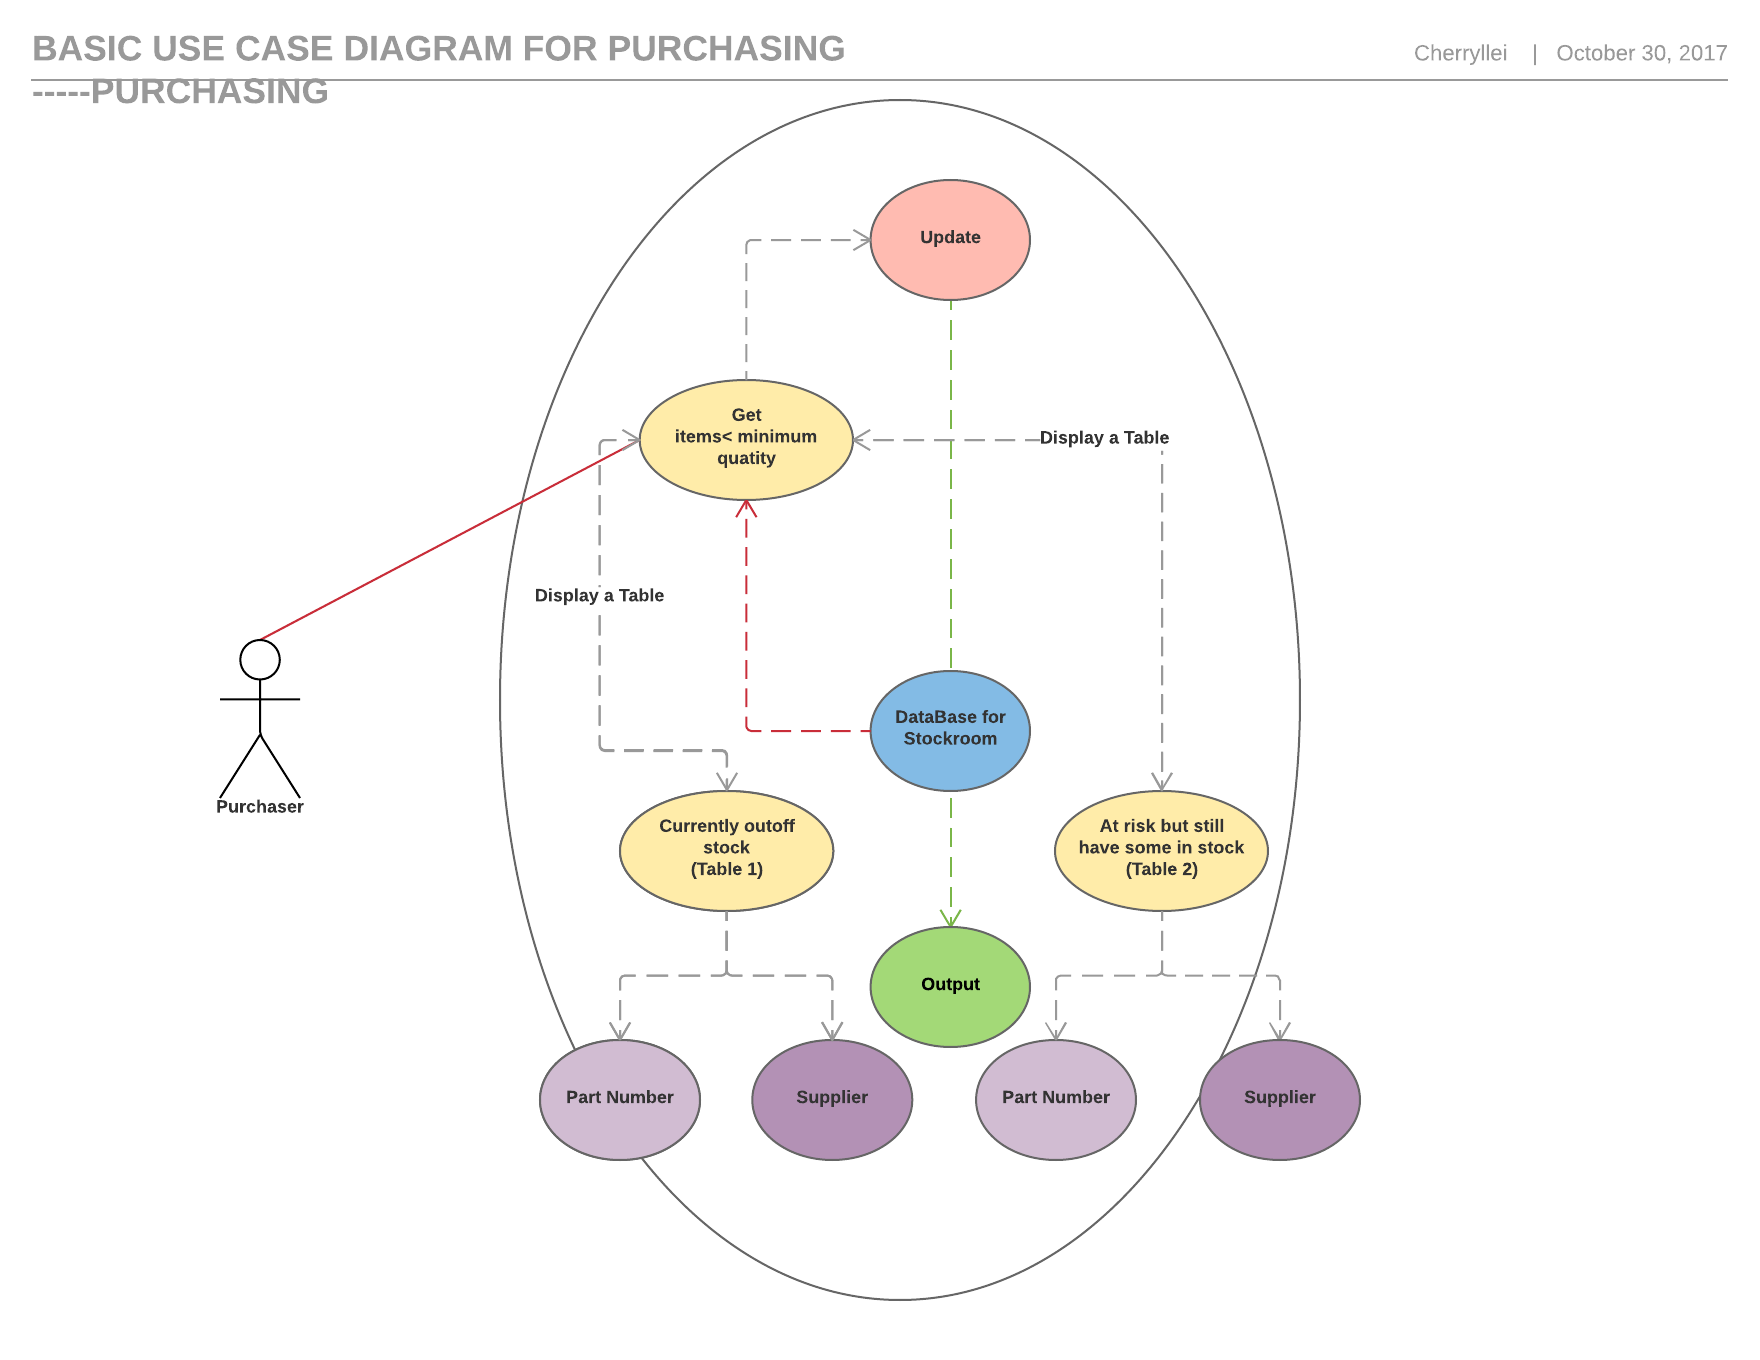 BASIC USE CASE DIAGRAM FOR PURCHASING
-----PURCHASING
Cherryllei | October 30, 2017
Update
Get
items< minimum
quatity
Display a Table
Display a Table
DataBase for
Stockroom
Purchaser
Currently outoff
stock
(Table 1)
At risk but still
have some in stock
(Table 2)
Output
Part Number
Supplier
Part Number
Supplier